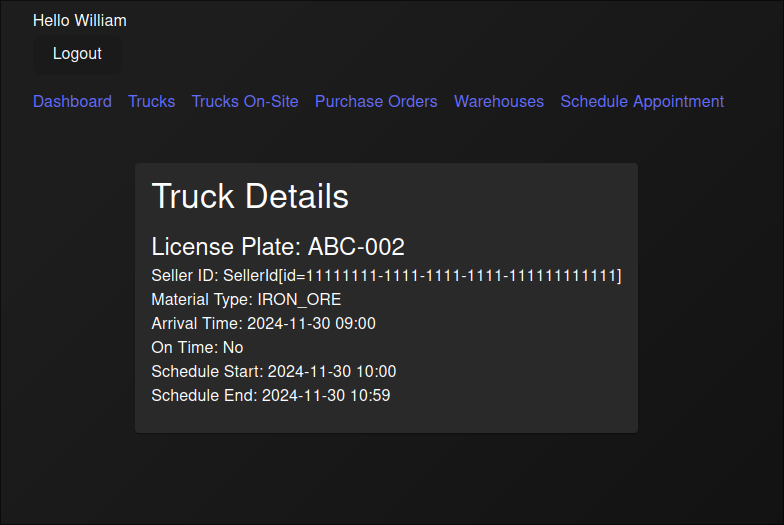 Hello William
Logout
Dashboard Trucks Trucks On-Site Purchase Orders Warehouses Schedule Appointment
Truck Details
License Plate: ABC-002
Seller ID: SellerId[id=11111111-1111-1111-1111-111111111111]
Material Type: IRON_ORE
Arrival Time: 2024-11-30 09:00
On Time: No
Schedule Start: 2024-11-30 10:00
Schedule End: 2024-11-30 10:59